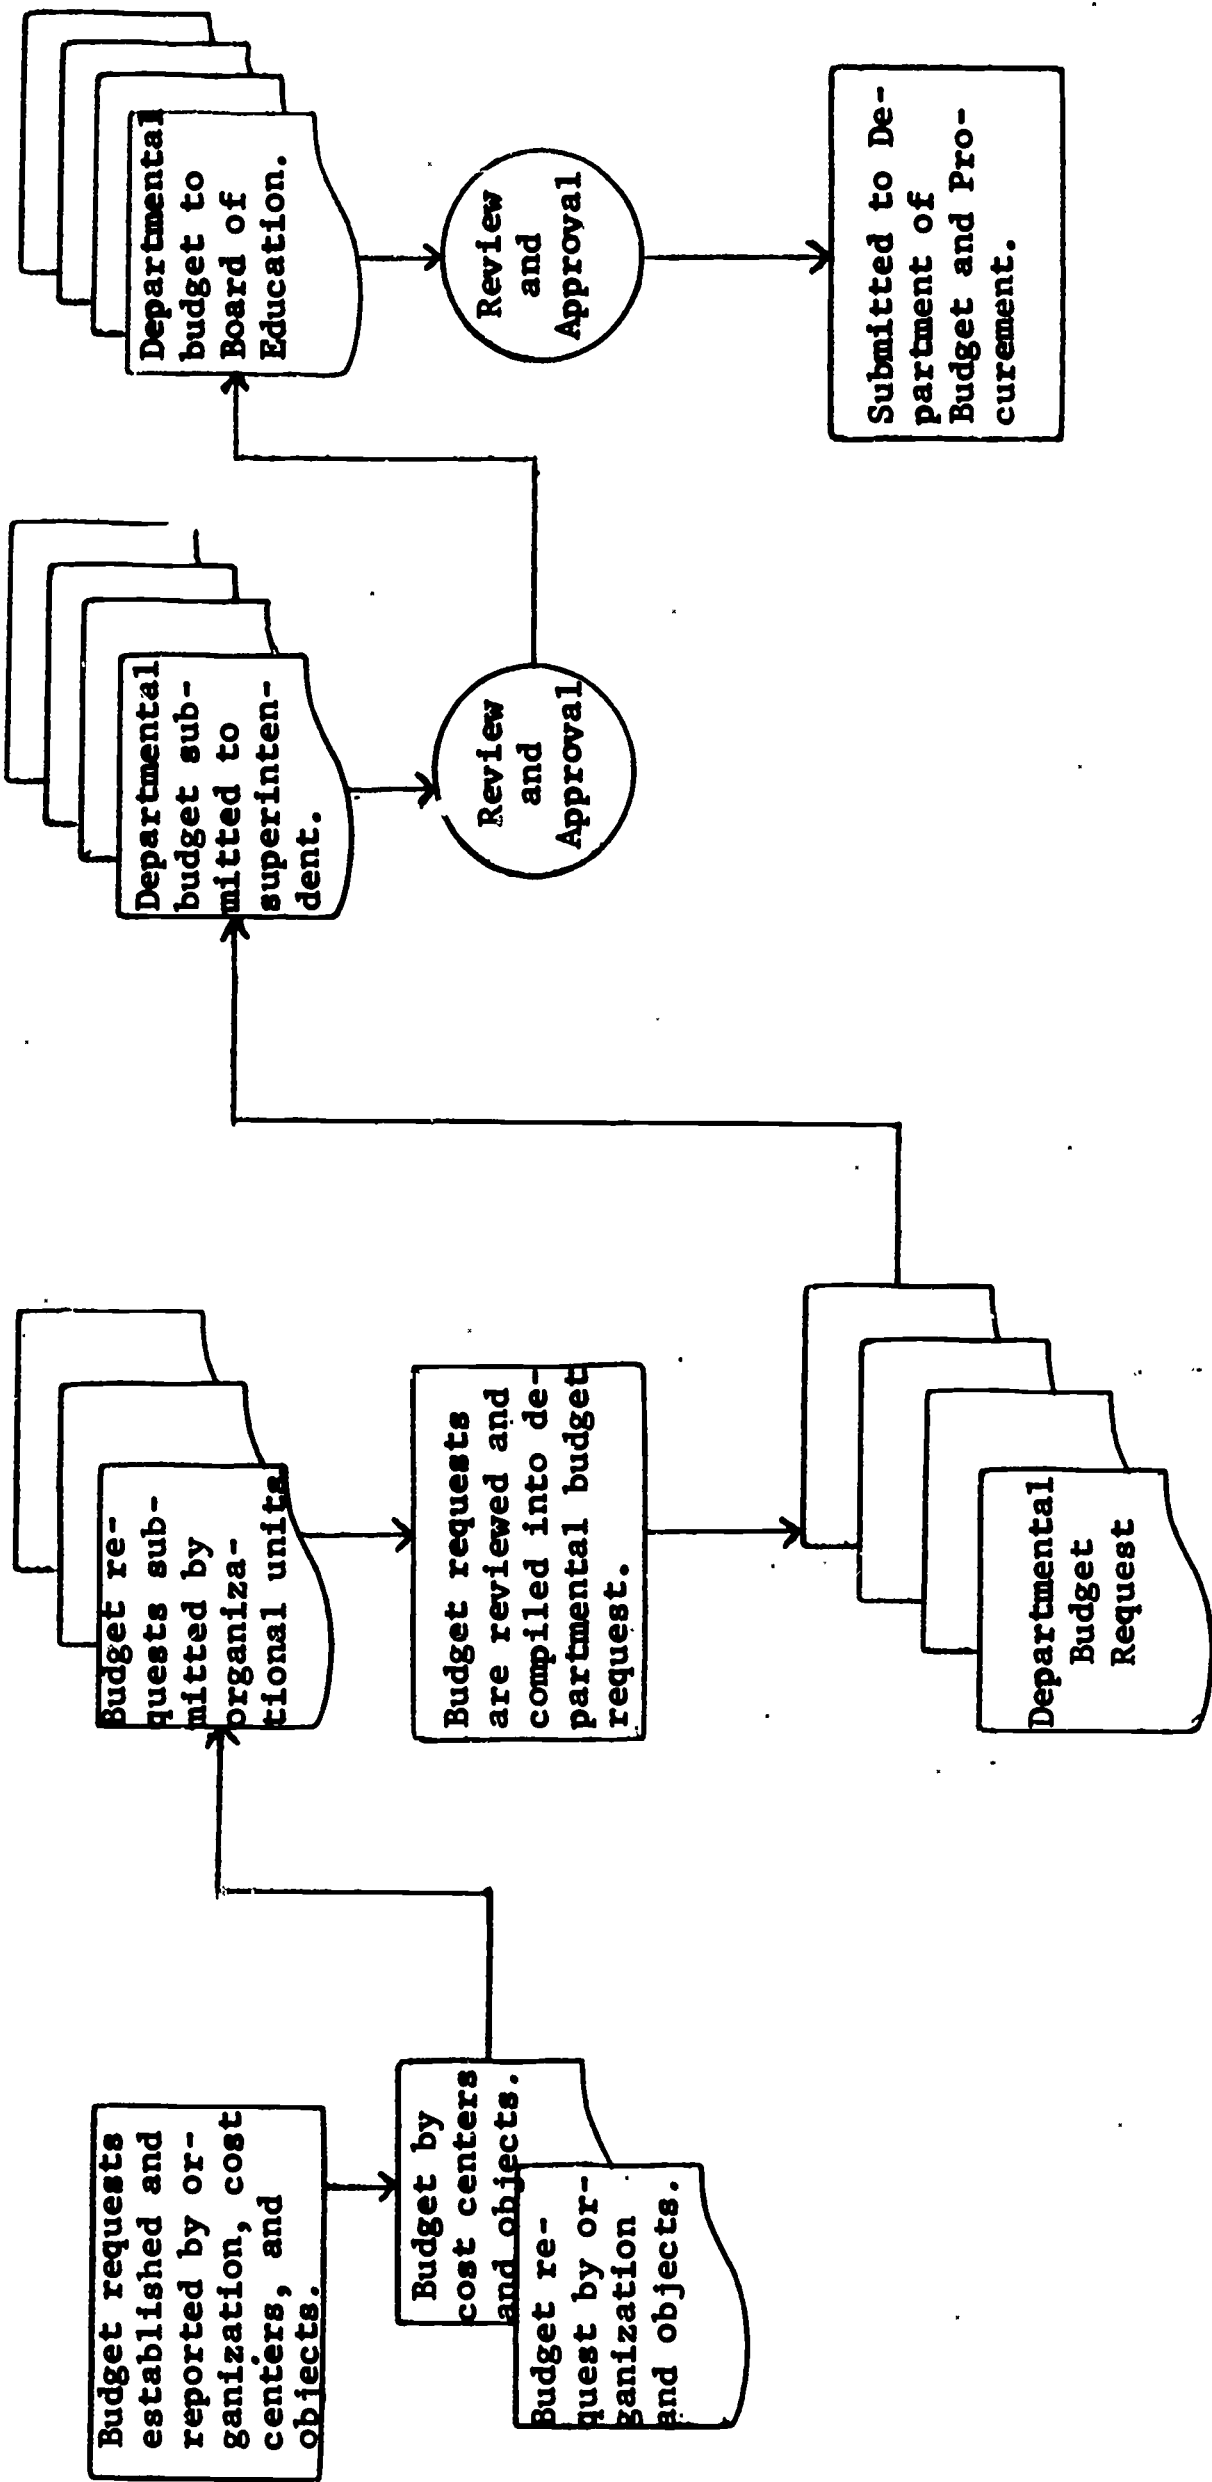 Budget requests
established and
reported by or-
ganization, cost
centers, and
objects.
Budget by
cost centers
and objects.
Budget re-
quest by or-
ganization
and objects.
Budget re-
quests sub-
mitted by
organiza-
tional units
Budget requests
are reviewed and
compiled into de-
partmental budget
request.
Departmental
Budget
Request
Departmental
budget sub-
mitted to
superinten-
dent.
Review
and
Approval
Departmental
budget to
Board of
Education.
Review
and
Approval
Submitted to De-
partment of
Budget and Pro-
curement.